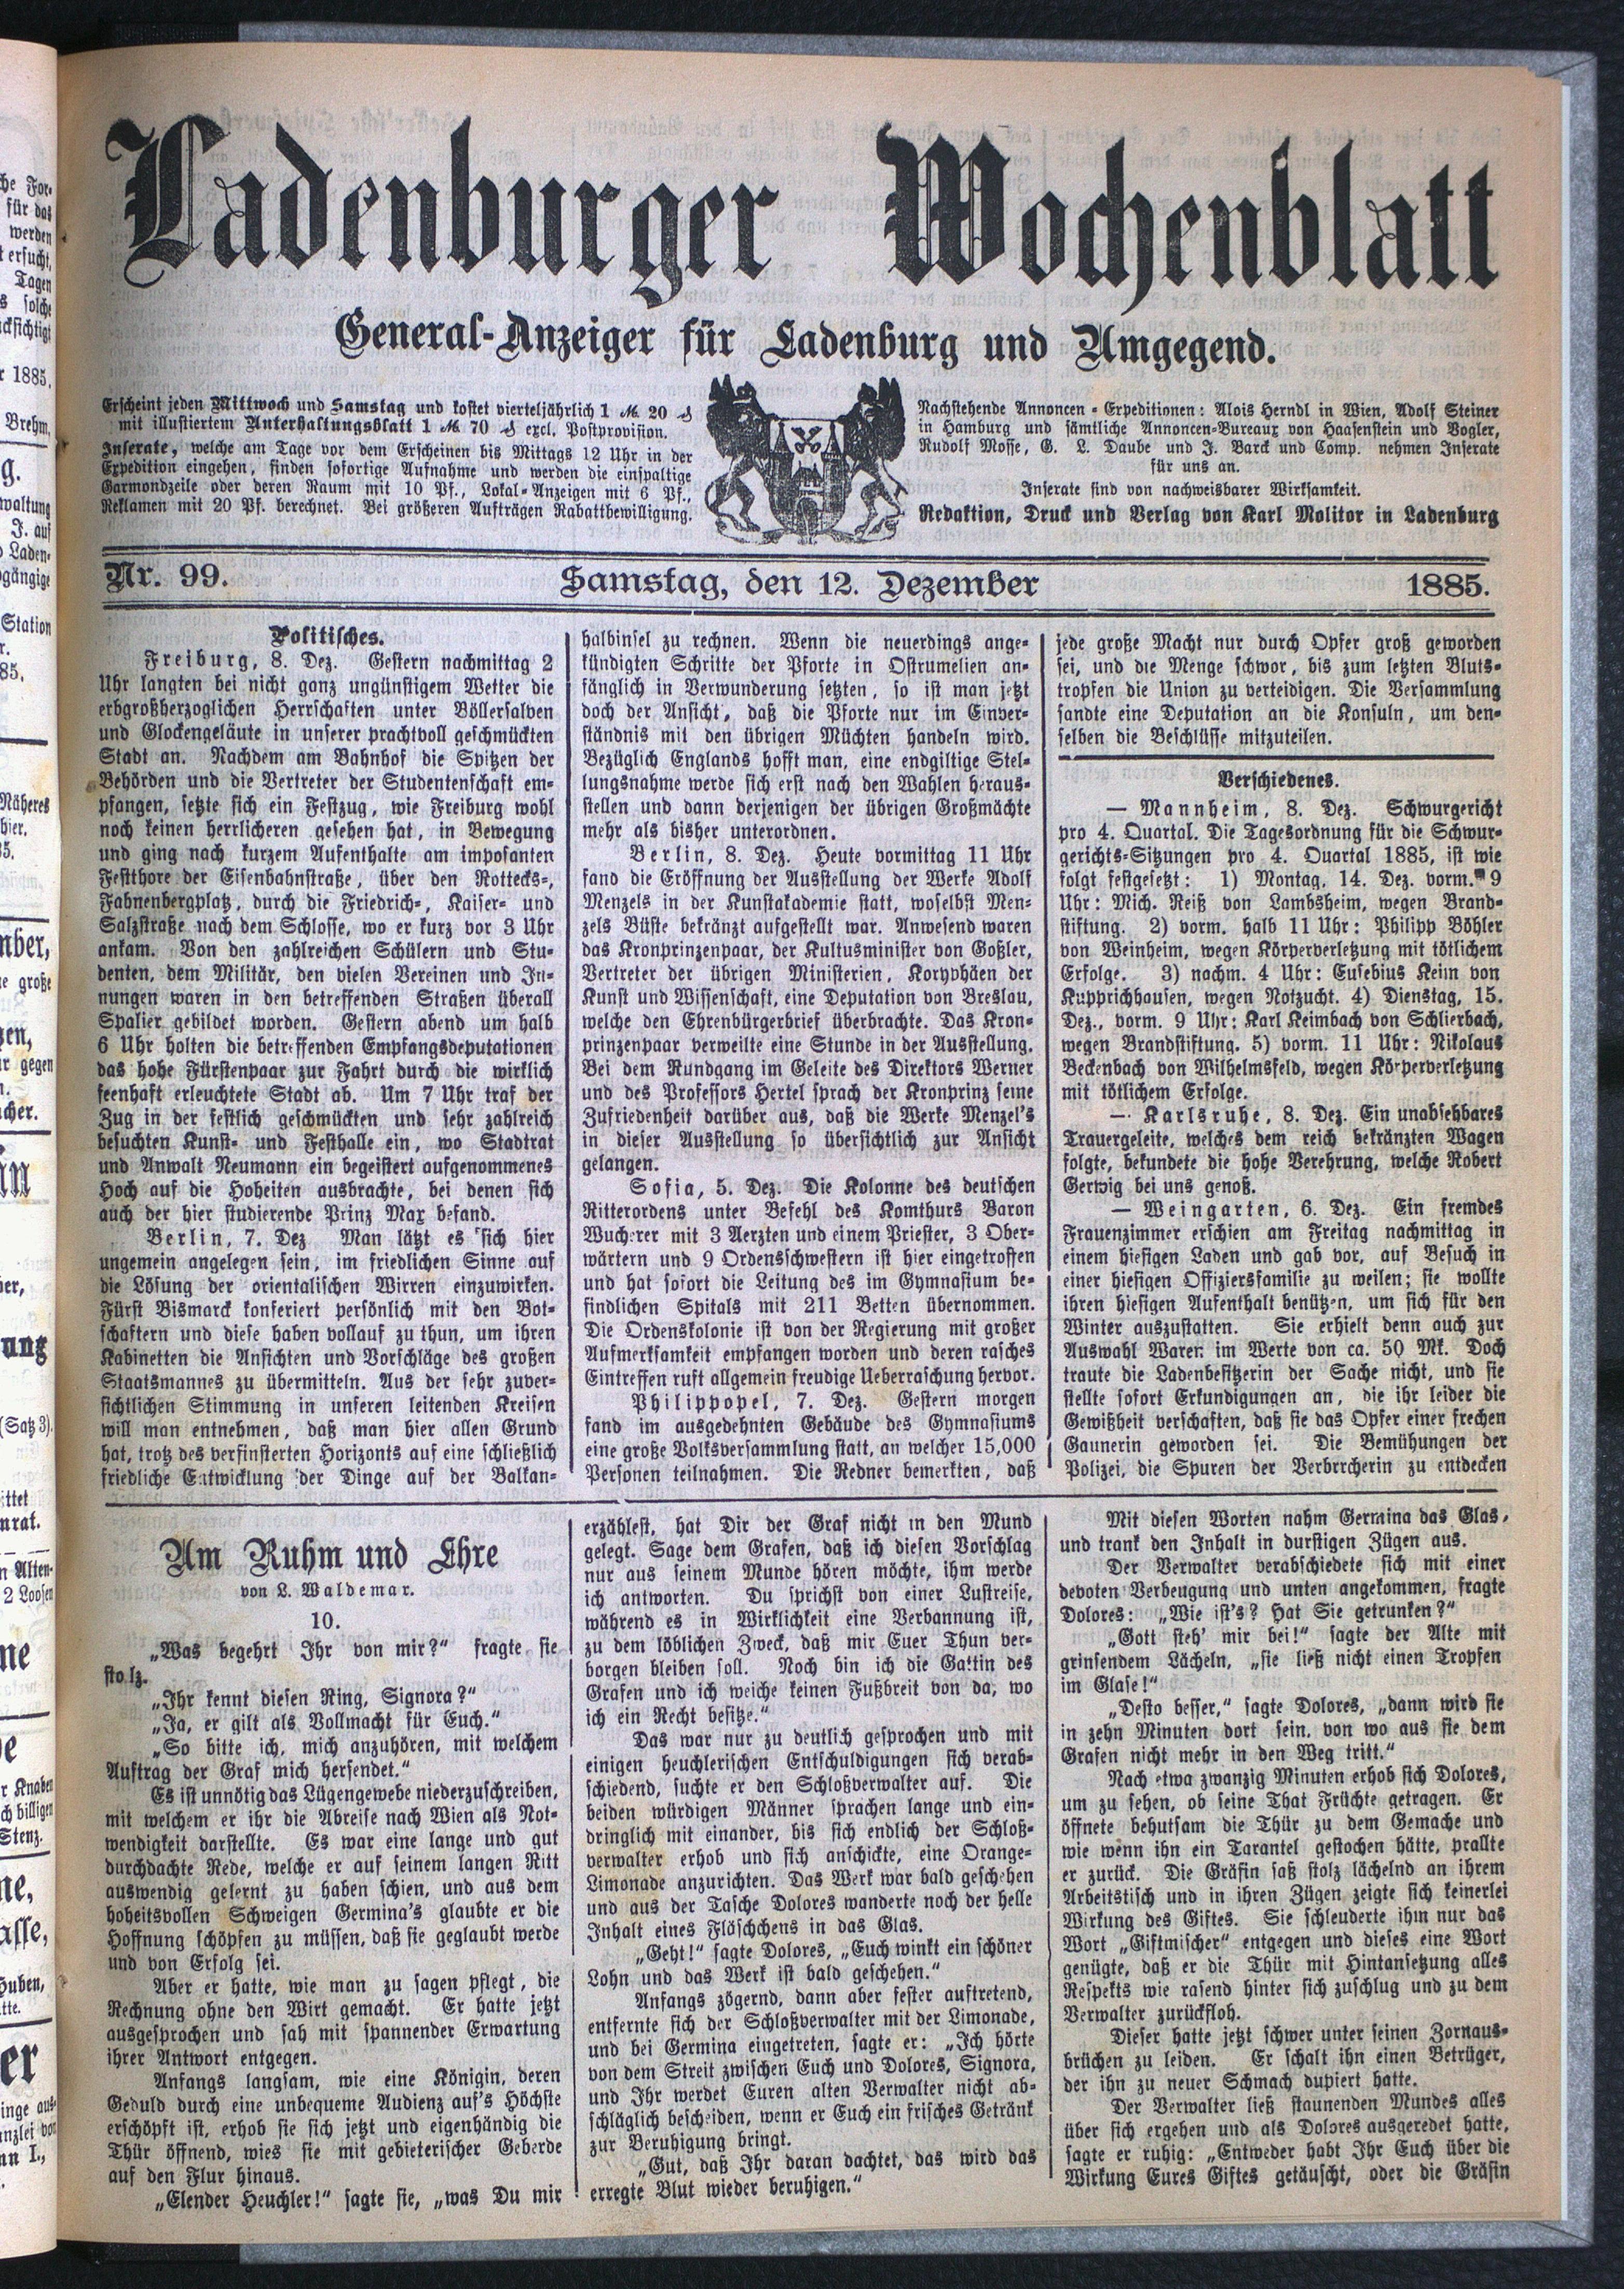 Ladenburger Wochenblatt
General-Anzeiger für Ladenburg und Umgegend.
Erscheint jeden Mittwoch und Samstag und kostet vierteljährlich 1 M. 20 ₰
mit illustriertem Unterhaltungsblatt 1 M. 70 ₰ excl. Postprovision.
Inserate, welche am Tage vor dem Erscheinen bis Mittags 12 Uhr in der
Expedition eingehen, finden sofortige Aufnahme und werden die einspaltige
Garmondzeile oder deren Raum mit 10 Pf., Lokal-Anzeigen mit 6 Pf.,
Reklamen mit 20 Pf. berechnet. Bei größeren Aufträgen Rabattbewilligung.
Nachstehende Annoncen-Expeditionen: Alois Herndl in Wien, Adolf Steiner
in Hamburg und sämtliche Annoncen-Bureaux von Haasenstein und Vogler,
Rudolf Mosse, G. L. Daube und J. Barck und Comp. nehmen Inserate
für uns an.
Inserate sind von nachweisbarer Wirksamkeit.
Redaktion, Druck und Verlag von Karl Molitor in Ladenburg
Nr. 99. Samstag, den 12. Dezember 1885.
Politisches.
Freiburg, 8. Dez. Gestern nachmittag 2
Uhr langten bei nicht ganz ungünstigem Wetter die
erbgroßherzoglichen Herrschaften unter Böllersalven
und Glockengeläute in unserer prachtvoll geschmückten
Stadt an. Nachdem am Bahnhof die Spitzen der
Behörden und die Vertreter der Studentenschaft em-
pfangen, setzte sich ein Festzug, wie Freiburg wohl
noch keinen herrlicheren gesehen hat, in Bewegung
und ging nach kurzem Aufenthalte am imposanten
Festthore der Eisenbahnstraße, über den Rottecks-,
Fahnenbergplatz, durch die Friedrich-, Kaiser- und
Salzstraße nach dem Schlosse, wo er kurz vor 3 Uhr
ankam. Von den zahlreichen Schülern und Stu-
denten, dem Militär, den vielen Vereinen und In-
nungen waren in den betreffenden Straßen überall
Spalier gebildet worden. Gestern abend um halb
6 Uhr holten die betreffenden Empfangsdeputationen
das hohe Fürstenpaar zur Fahrt durch die wirklich
feenhaft erleuchtete Stadt ab. Um 7 Uhr traf der
Zug in der festlich geschmückten und sehr zahlreich
besuchten Kunst- und Festhalle ein, wo Stadtrat
und Anwalt Neumann ein begeistert aufgenommenes
Hoch auf die Hoheiten ausbrachte, bei denen sich
auch der hier studierende Prinz Max befand.
Berlin, 7. Dez Man läßt es sich hier
ungemein angelegen sein, im friedlichen Sinne auf
die Lösung der orientalischen Wirren einzuwirken.
Fürst Bismarck konferiert persönlich mit den Bot-
schaftern und diese haben vollauf zu thun, um ihren
Kabinetten die Ansichten und Vorschläge des großen
Staatsmannes zu übermitteln. Aus der sehr zuver-
sichtlichen Stimmung in unseren leitenden Kreisen
will man entnehmen, daß man hier allen Grund
hat, trotz des verfinsterten Horizonts auf eine schließlich
friedliche Entwicklung der Dinge auf der Balkan-
halbinsel zu rechnen. Wenn die neuerdings ange-
kündigten Schritte der Pforte in Ostrumelien an-
fänglich in Verwunderung setzten, so ist man jetzt
doch der Ansicht, daß die Pforte nur im Einver-
ständnis mit den übrigen Müchten handeln wird.
Bezüglich Englands hofft man, eine endgiltige Stel-
lungsnahme werde sich erst nach den Wahlen heraus-
stellen und dann derjenigen der übrigen Großmächte
mehr als bisher unterordnen.
Berlin, 8. Dez. Heute vormittag 11 Uhr
fand die Eröffnung der Ausstellung der Werke Adolf
Menzels in der Kunstakademie statt, woselbst Men-
zels Büste bekränzt aufgestellt war. Anwesend waren
das Kronprinzenpaar, der Kultusminister von Goßler,
Vertreter der übrigen Ministerien, Koryphäen der
Kunst und Wissenschaft, eine Deputation von Breslau,
welche den Ehrenbürgerbrief überbrachte. Das Kron-
prinzenpaar verweilte eine Stunde in der Ausstellung.
Bei dem Rundgang im Geleite des Direktors Werner
und des Professors Hertel sprach der Kronprinz seine
Zufriedenheit darüber aus, daß die Werke Menzel's
in dieser Ausstellung so übersichtlich zur Ansicht
gelangen.
Sofia, 5. Dez. Die Kolonne des deutschen
Ritterordens unter Befehl des Komthurs Baron
Wucherer mit 3 Aerzten und einem Priester, 3 Ober-
wärtern und 9 Ordensschwestern ist hier eingetroffen
und hat sofort die Leitung des im Gymnasium be-
findlichen Spitals mit 211 Betten übernommen.
Die Ordenskolonie ist von der Regierung mit großer
Aufmerksamkeit empfangen worden und deren rasches
Eintreffen ruft allgemein freudige Ueberraschung hervor.
Philippopel, 7. Dez. Gestern morgen
fand im ausgedehnten Gebäude des Gymnasiums
eine große Volksversammlung statt, an welcher 15,000
Personen teilnahmen. Die Redner bemerkten, daß
jede große Macht nur durch Opfer groß geworden
sei, und die Menge schwor, bis zum letzten Bluts-
tropfen die Union zu verteidigen. Die Versammlung
sandte eine Deputation an die Konsuln, um den-
selben die Beschlüsse mitzuteilen.
Verschiedenes.
— Mannheim, 8. Dez. Schwurgericht
pro 4. Quartal. Die Tagesordnung für die Schwur-
gerichts-Sitzungen pro 4. Quartal 1885, ist wie
folgt festgesetzt: 1) Montag, 14. Dez. vorm. 9
Uhr: Mich. Reiß von Lambsheim, wegen Brand-
stiftung. 2) vorm. halb 11 Uhr: Philipp Böhler
von Weinheim, wegen Körperverletzung mit tötlichem
Erfolge. 3) nachm. 4 Uhr: Eusebius Keim von
Kupprichhausen, wegen Notzucht. 4) Dienstag, 15.
Dez., vorm. 9 Uhr: Karl Keimbach von Schlierbach,
wegen Brandstiftung. 5) vorm. 11 Uhr: Nikolaus
Beckenbach von Wilhelmsfeld, wegen Körperverletzung
mit tötlichem Erfolge.
— Karlsruhe, 8. Dez. Ein unabsehbares
Trauergeleite, welches dem reich bekränzten Wagen
folgte, bekundete die hohe Verehrung, welche Robert
Gerwig bei uns genoß.
— Weingarten, 6. Dez. Ein fremdes
Frauenzimmer erschien am Freitag nachmittag in
einem hiesigen Laden und gab vor, auf Besuch in
einer hiesigen Offiziersfamilie zu weilen; sie wollte
ihren hiesigen Aufenthalt benützen, um sich für den
Winter auszustatten. Sie erhielt denn auch zur
Auswahl Waren im Werte von ca. 50 Mk. Doch
traute die Ladenbesitzerin der Sache nicht, und sie
stellte sofort Erkundigungen an, die ihr leider die
Gewißheit verschaften, daß sie das Opfer einer frechen
Gaunerin geworden sei. Die Bemühungen der
Polizei, die Spuren der Verbrrcherin zu entdecken
Um Ruhm und Ehre
von L. Waldemar.
10.
„Was begehrt Ihr von mir?“ fragte sie
stolz.
„Ihr kennt diesen Ring, Signora?“
„Ja, er gilt als Vollmacht für Euch.“
„So bitte ich, mich anzuhören, mit welchem
Auftrag der Graf mich hersendet.“
Es ist unnötig das Lügengewebe niederzuschreiben,
mit welchem er ihr die Abreise nach Wien als Not-
wendigkeit darstellte. Es war eine lange und gut
durchdachte Rede, welche er auf seinem langen Ritt
auswendig gelernt zu haben schien, und aus dem
hoheitsvollen Schweigen Germina's glaubte er die
Hoffnung schöpfen zu müssen, daß sie geglaubt werde
und von Erfolg sei.
Aber er hatte, wie man zu sagen pflegt, die
Rechnung ohne den Wirt gemacht. Er hatte jetzt
ausgesprochen und sah mit spannender Erwartung
ihrer Antwort entgegen.
Anfangs langsam, wie eine Königin, deren
Geduld durch eine unbequeme Audienz auf's Höchste
erschöpft ist, erhob sie sich jetzt und eigenhändig die
Thür öffnend, wies sie mit gebieterischer Geberde
auf den Flur hinaus.
„Elender Heuchler!“ sagte sie, „was Du mir
erzählest, hat Dir der Graf nicht in den Mund
gelegt. Sage dem Grafen, daß ich diesen Vorschlag
nur aus seinem Munde hören möchte, ihm werde
ich antworten. Du sprichst von einer Lustreise,
während es in Wirklichkeit eine Verbannung ist,
zu dem löblichen Zweck, daß mir Euer Thun ver-
borgen bleiben soll. Noch bin ich die Gattin des
Grafen und ich weiche keinen Fußbreit von da, wo
ich ein Recht besitze.“
Das war nur zu deutlich gesprochen und mit
einigen heuchlerischen Entschuldigungen sich verab-
schiedend, suchte er den Schloßverwalter auf. Die
beiden würdigen Männer sprachen lange und ein-
dringlich mit einander, bis sich endlich der Schloß-
verwalter erhob und sich anschickte, eine Orange-
Limonade anzurichten. Das Werk war bald geschehen
und aus der Tasche Dolores wanderte noch der helle
Inhalt eines Flöschchens in das Glas.
„Geht!“ sagte Dolores, „Euch winkt ein schöner
Lohn und das Werk ist bald geschehen.“
Anfangs zögernd, dann aber fester auftretend,
entfernte sich der Schloßverwalter mit der Limonade,
und bei Germina eingetreten, sagte er: „Ich hörte
von dem Streit zwischen Euch und Dolores, Signora,
und Ihr werdet Euren alten Verwalter nicht ab-
schläglich bescheiden, wenn er Euch ein frisches Getränk
zur Beruhigung bringt.
„Gut, daß Ihr daran dachtet, das wird das
erregte Blut wieder beruhigen.“
Mit diesen Worten nahm Germina das Glas,
und trank den Inhalt in durstigen Zügen aus.
Der Verwalter verabschiedete sich mit einer
devoten Verbeugung und unten angekommen, fragte
Dolores: „Wie ist's? Hat Sie getrunken?“
„Gott steh' mir bei!“ sagte der Alte mit
grinsendem Lächeln, „sie ließ nicht einen Tropfen
im Glase!“
„Desto besser,“ sagte Dolores, „dann wird sie
in zehn Minuten dort sein, von wo aus sie dem
Grafen nicht mehr in den Weg tritt.“
Nach etwa zwanzig Minuten erhob sich Dolores,
um zu sehen, ob seine That Früchte getragen. Er
öffnete behutsam die Thür zu dem Gemache und
wie wenn ihn ein Tarantel gestochen hätte, prallte
er zurück. Die Gräfin saß stolz lächelnd an ihrem
Arbeitstisch und in ihren Zügen zeigte sich keinerlei
Wirkung des Giftes. Sie schleuderte ihm nur das
Wort „Giftmischer“ entgegen und dieses eine Wort
genügte, daß er die Thür mit Hintansetzung alles
Respekts wie rasend hinter sich zuschlug und zu dem
Verwalter zurückfloh.
Dieser hatte jetzt schwer unter seinen Zornaus-
brüchen zu leiden. Er schalt ihn einen Betrüger,
der ihn zu neuer Schmach dupiert hatte.
Der Verwalter ließ staunenden Mundes alles
über sich ergehen und als Dolores ausgeredet hatte,
sagte er ruhig: „Entweder habt Ihr Euch über die
Wirkung Eures Giftes getäuscht, oder die Gräfin